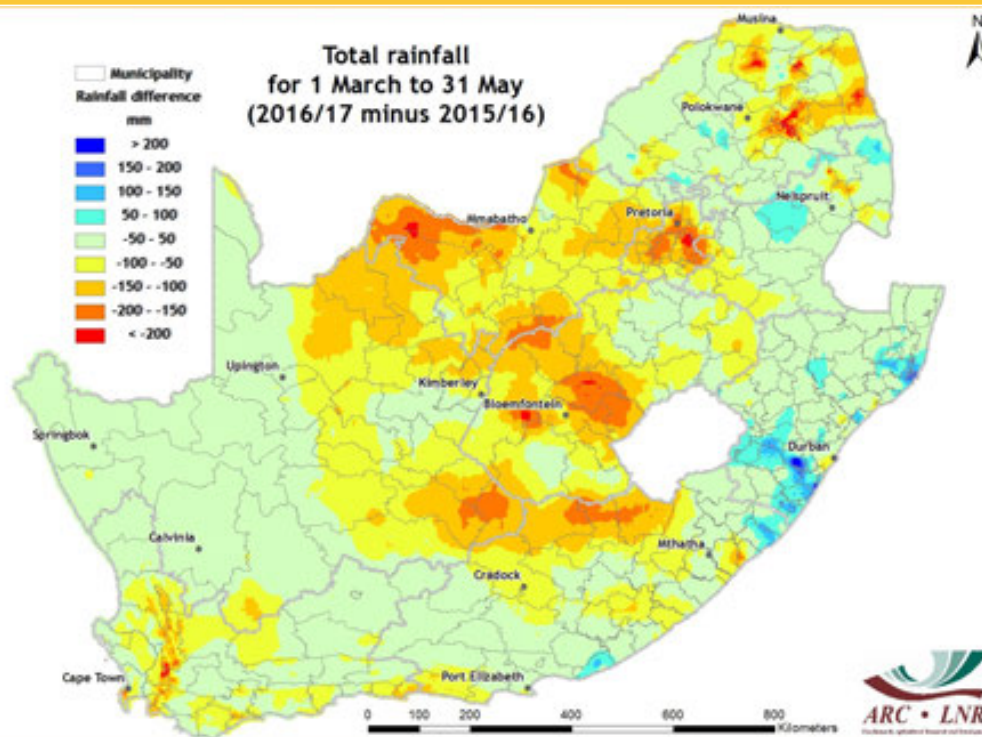 Total rainfall
for 1 March to 31 May
(2016/17 minus 2015/16)
N
Municipality
Rainfall difference
mm
> 200
150 - 200
100 - 150
50 - 100
-50 - 50
-100 - -50
-150 - -100
-200 - -150
< -200
Musina
Polokwane
Nelspruit
Mmabatho
Pretoria
Upington
Kimberley
Bloemfontein
Springbok
Durban
Calvinia
Mthatha
Cradock
Cape Town
Port Elizabeth
0 100 200 400 600 800
Kilometers
ARC • LNR